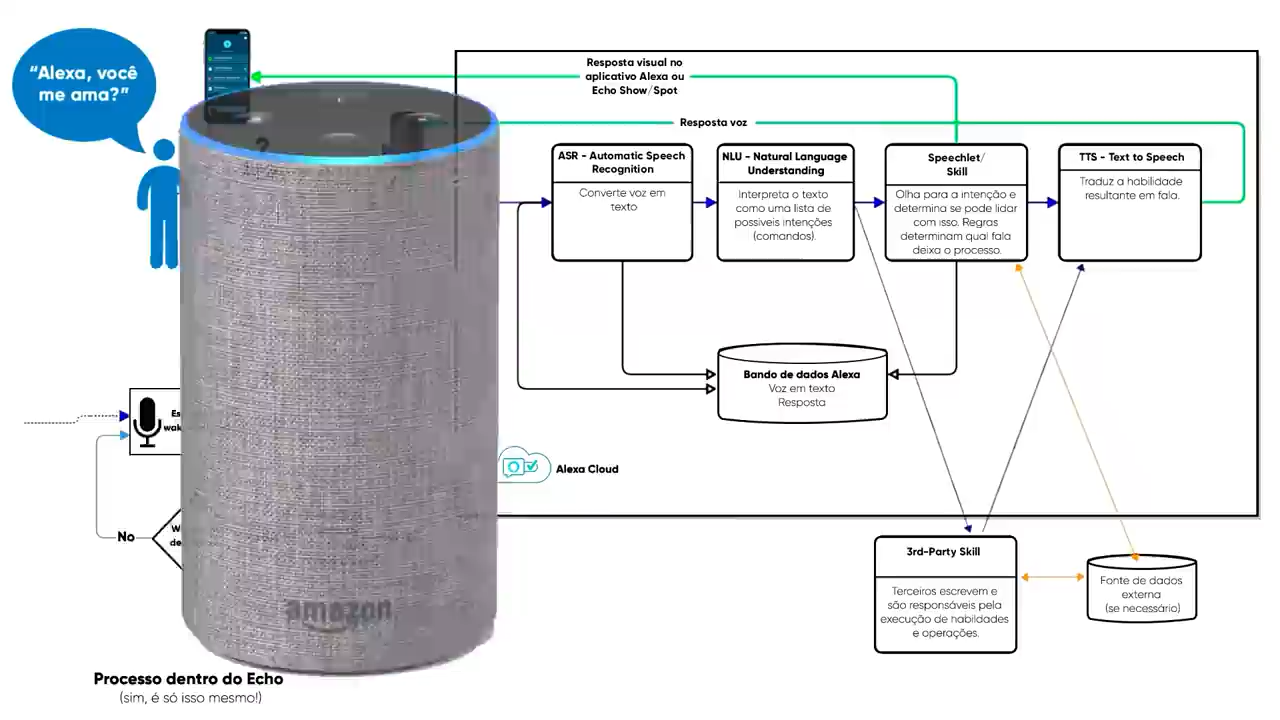 “Alexa, você
me ama?”
Resposta visual no
aplicativo Alexa ou
Echo Show/Spot
Resposta voz
?
ASR - Automatic Speech
Recognition
Converte voz em
texto
NLU - Natural Language
Understanding
Interpreta o texto
como uma lista de
possiveis intenções
(comandos).
Speechlet/
Skill
Olha para a intenção e
determina se pode lidar
com isso. Regras
determinam qual fala
deixa o processo.
TTS - Text to Speech
Traduz a habilidade
resultante em fala.
Bando de dados Alexa
Voz em texto
Resposta
Alexa Cloud
No
3rd-Party Skill
Terceiros escrevem e
são responsáveis pela
execução de habildades
e operações.
Fonte de dados
externa
(se necessário)
amazon
Processo dentro do Echo
(sim, é só isso mesmo!)